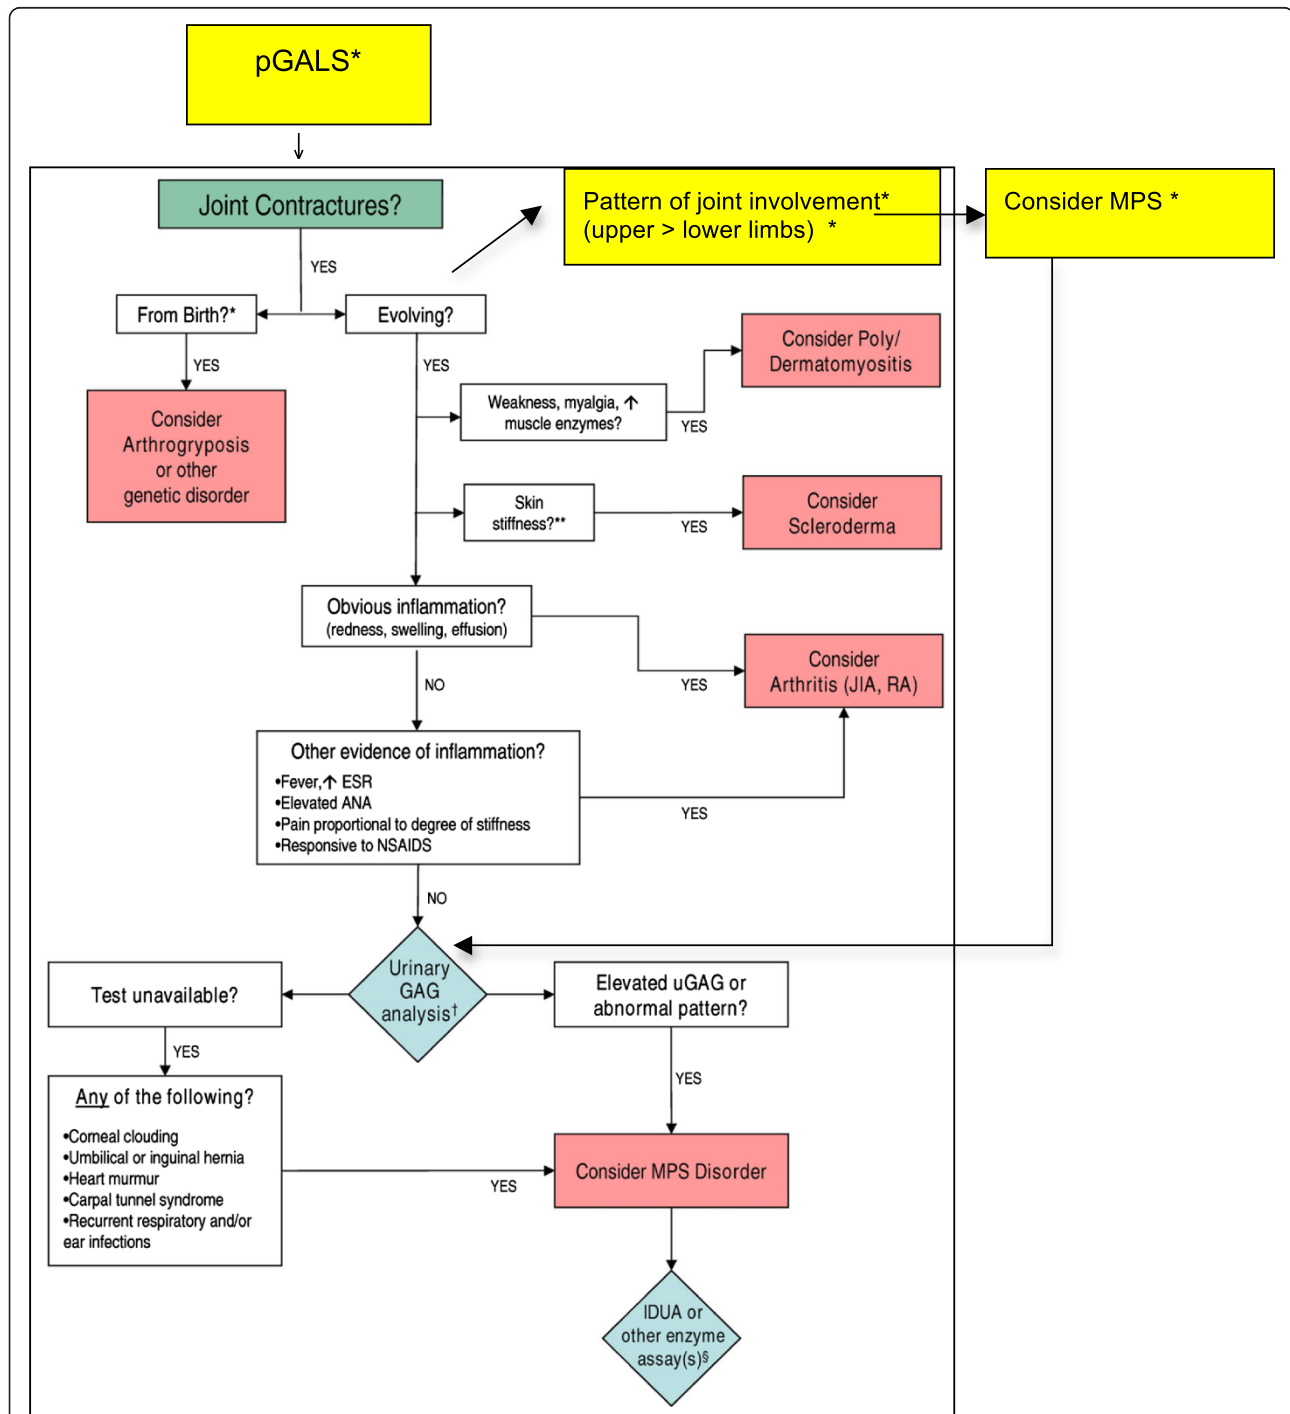 pGALS*
Joint Contractures?
Pattern of joint involvement*
(upper > lower limbs)  *
Consider MPS *
YES
From Birth?*
Evolving?
YES
YES
Consider
Arthrogryposis
or other
genetic disorder
Weakness, myalgia, ↑
muscle enzymes?
YES
Consider Poly/
Dermatomyositis
Skin
stiffness?**
YES
Consider
Scleroderma
Obvious inflammation?
(redness, swelling, effusion)
YES
Consider
Arthritis (JIA, RA)
NO
Other evidence of inflammation?
•Fever,↑ ESR
•Elevated ANA
•Pain proportional to degree of stiffness
•Responsive to NSAIDS
YES
NO
Urinary
GAG
analysis†
Test unavailable?
Elevated uGAG or
abnormal pattern?
YES
YES
Any of the following?
•Corneal clouding
•Umbilical or inguinal hernia
•Heart murmur
•Carpal tunnel syndrome
•Recurrent respiratory and/or
ear infections
YES
Consider MPS Disorder
IDUA or
other enzyme
assay(s)§